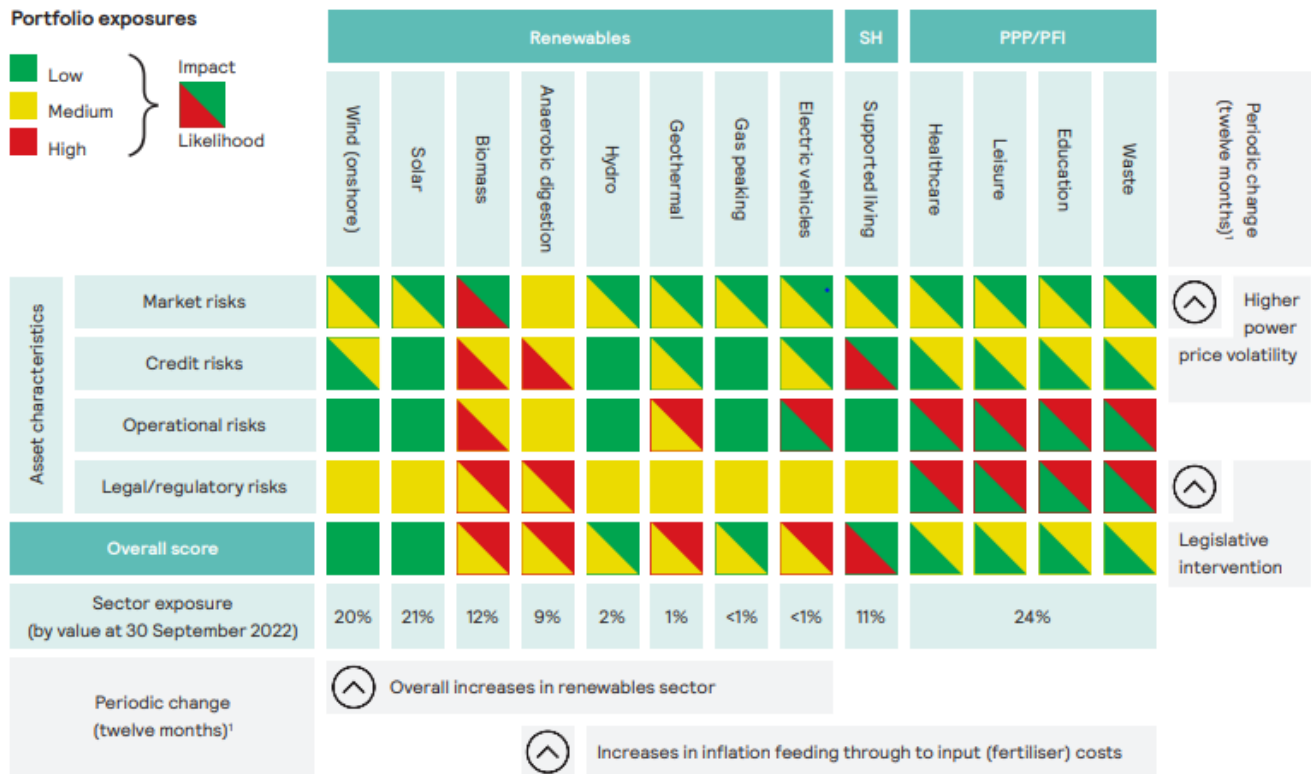 Portfolio exposures
Low
Medium
High
Impact
Likelihood
Renewables
SH
PPP/PFI
Wind (onshore)
Solar
Biomass
Anaerobic digestion
Hydro
Geothermal
Gas peaking
Electric vehicles
Supported living
Healthcare
Leisure
Education
Waste
Periodic change
(twelve months)¹
Asset characteristics
Market risks
Credit risks
Operational risks
Legal/regulatory risks
Higher
power
price volatility
Legislative
intervention
Overall score
Sector exposure
(by value at 30 September 2022)
20%
21%
12%
9%
2%
1%
<1%
<1%
11%
24%
Periodic change
(twelve months)¹
Overall increases in renewables sector
Increases in inflation feeding through to input (fertiliser) costs